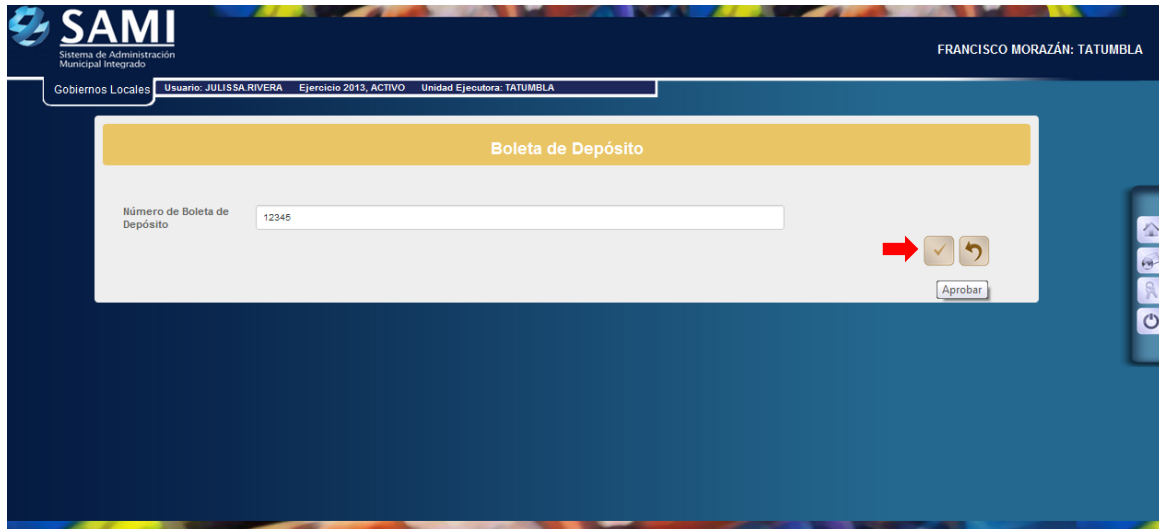 SAMI
Sistema de Administración
Municipal Integrado
FRANCISCO MORAZÁN: TATUMBLA
Gobiernos Locales
Usuario: JULISSA.RIVERA Ejercicio 2013, ACTIVO Unidad Ejecutora: TATUMBLA
Boleta de Depósito
Número de Boleta de
Depósito
12345
Aprobar